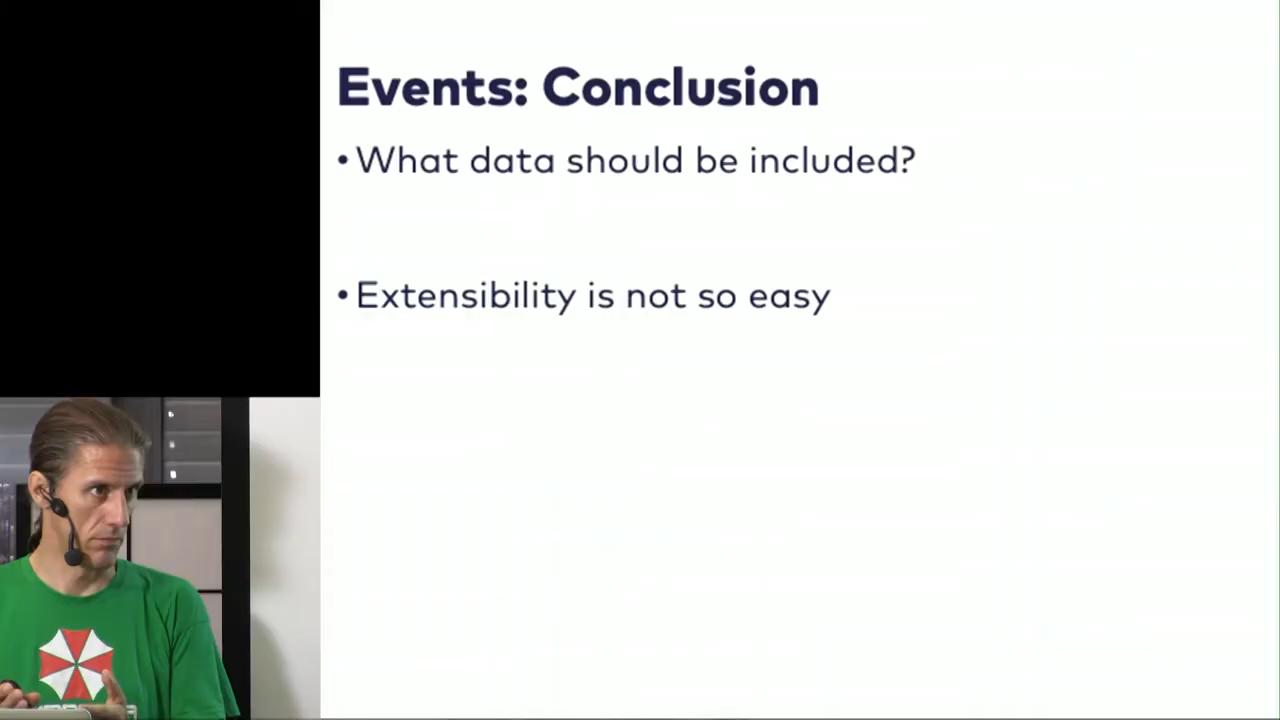 Events: Conclusion
• What data should be included?
• Extensibility is not so easy